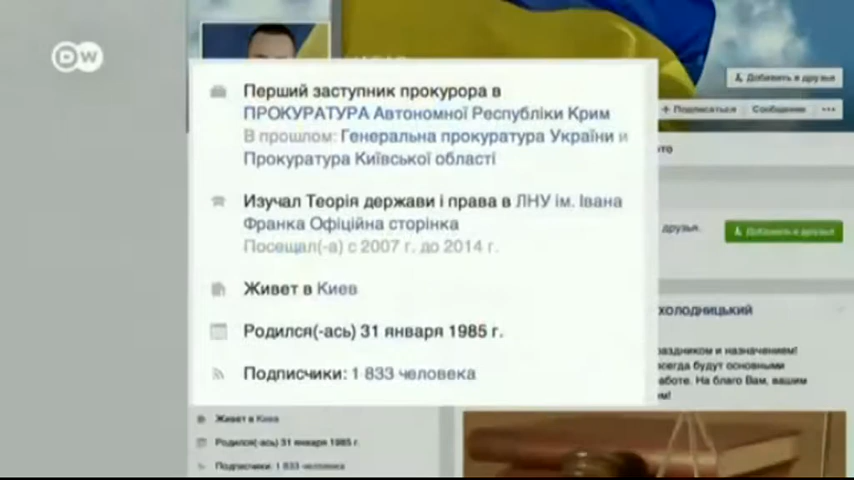 DW
Добавить в друзья
+ Подписаться Сообщение •••
Перший заступник прокурора в
ПРОКУРАТУРА Автономної Республіки Крим
В прошлом: Генеральна прокуратура України и
Прокуратура Київської області
то
Изучал Теорія держави і права в ЛНУ ім. Івана
Франка Офіційна сторінка
Посещал(-а) с 2007 г. до 2014 г.
друзья.
Добавить в друзья
Живет в Киев
Родился(-ась) 31 января 1985 г.
Подписчики: 1 833 человека
холодницький
раздником и назначением!
всегда будут основными
аботе. На благо Вам, вашим
м!
Живет в Киев
Родился(-ась) 31 января 1985 г.
Подписчики: 1 833 человека